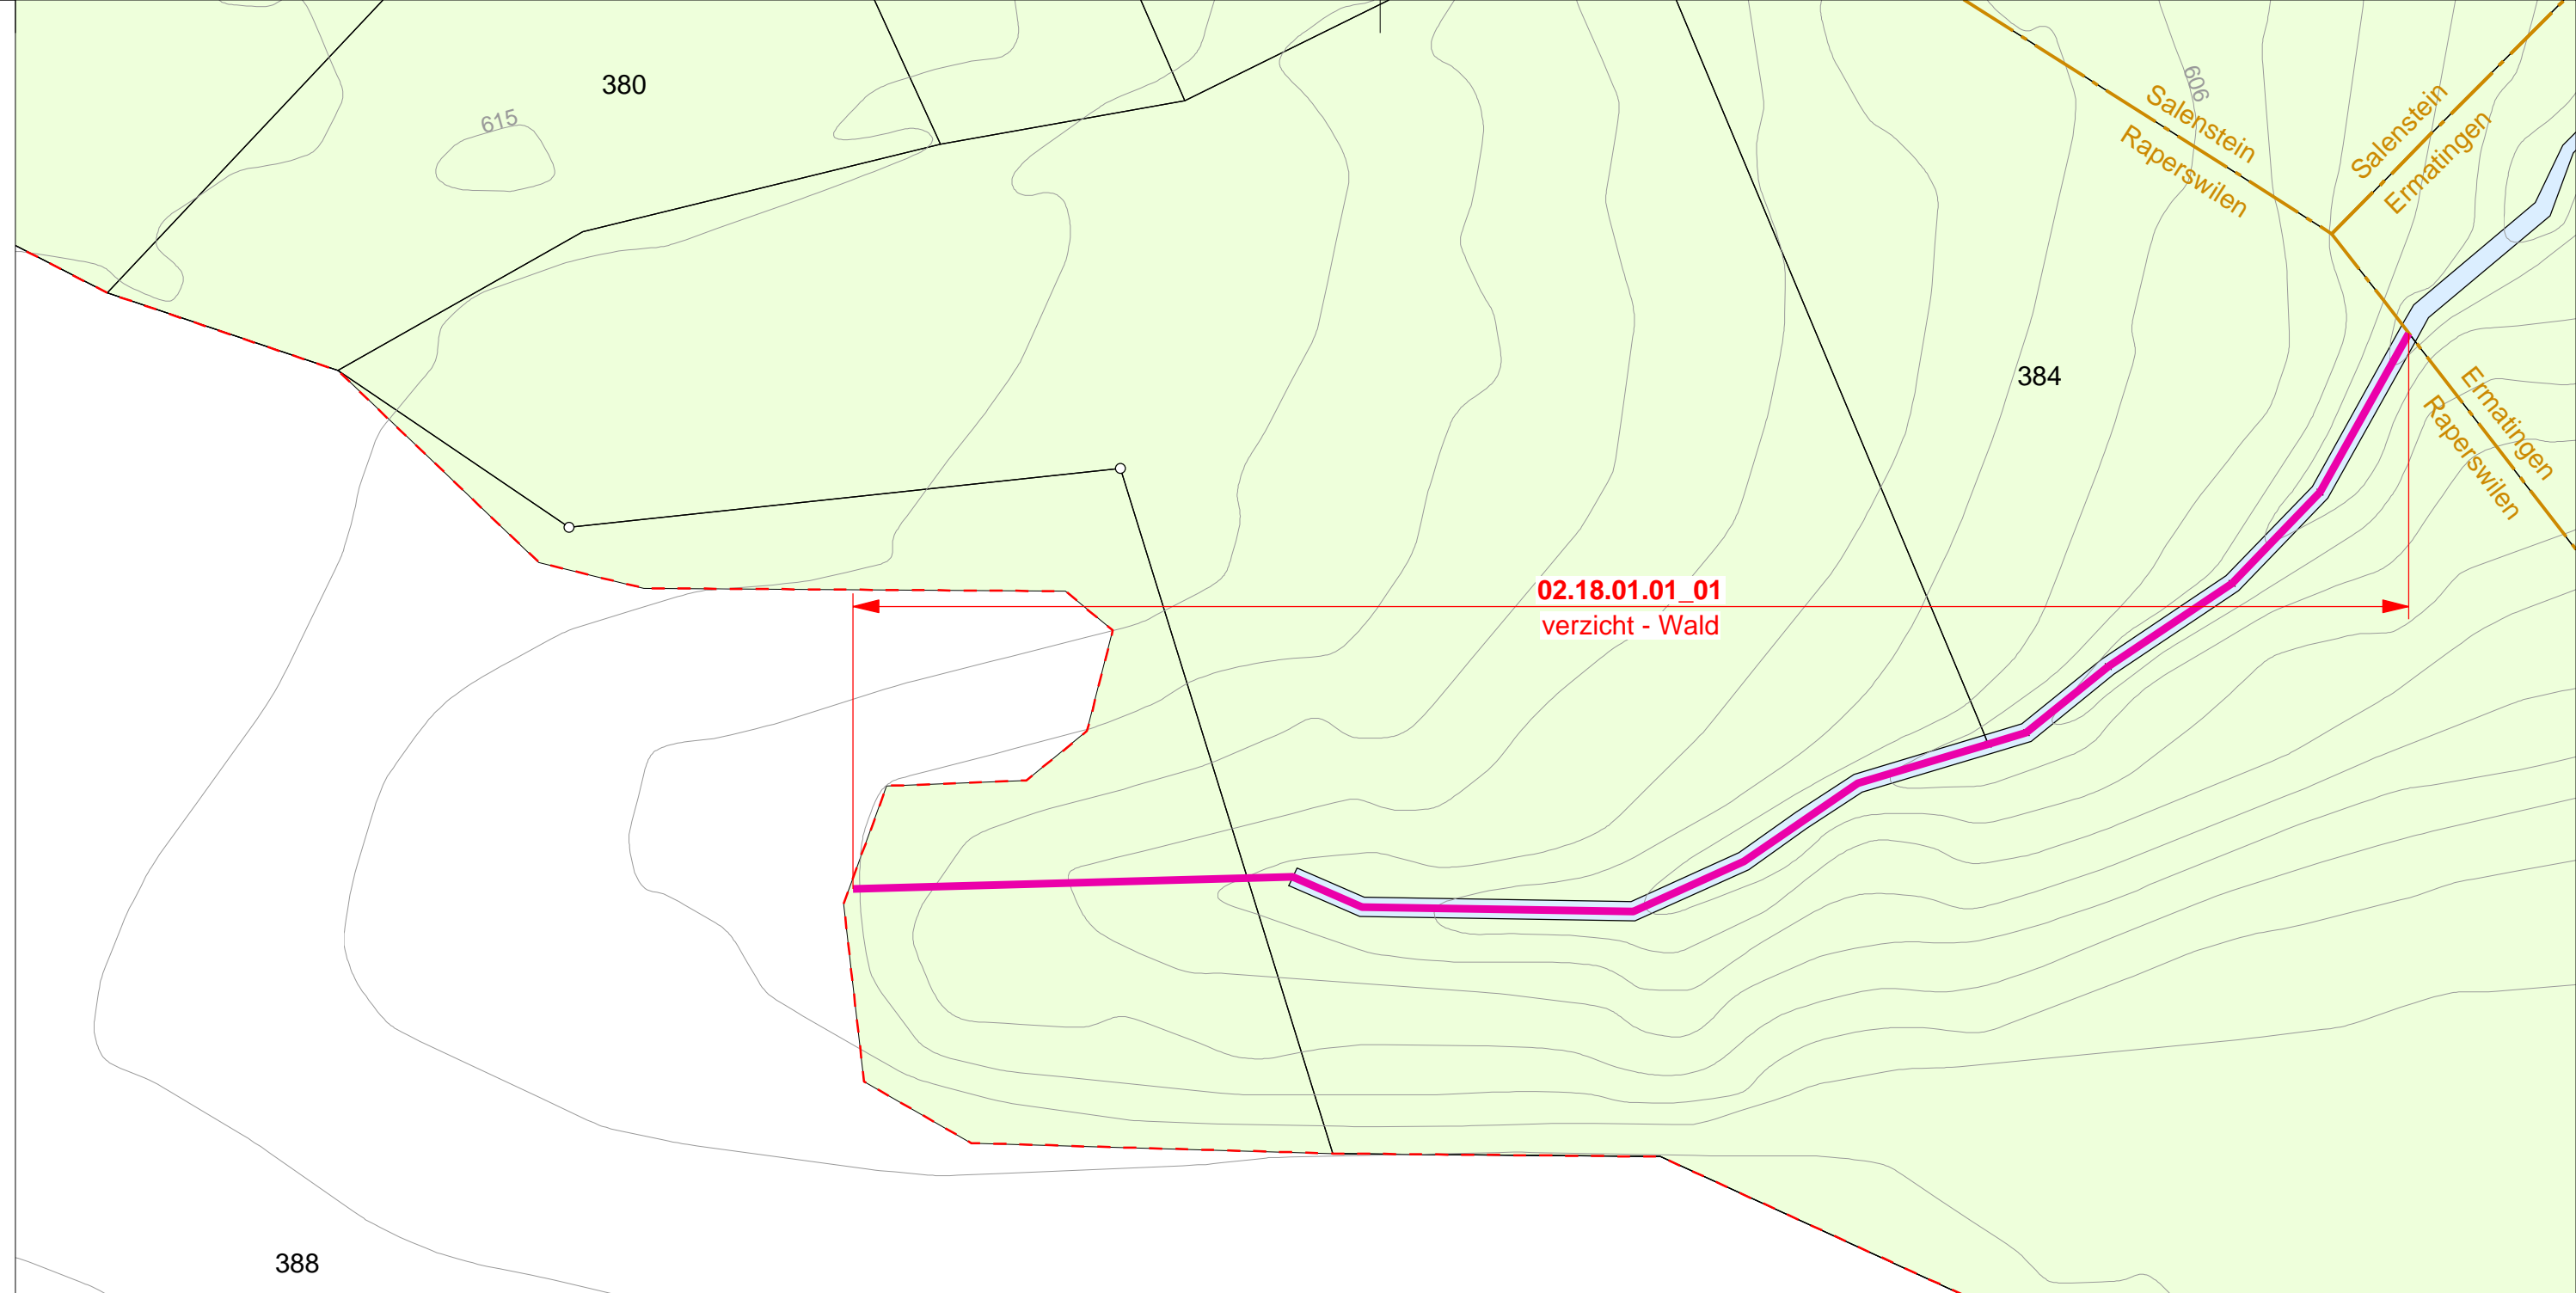 380
615
606
Salenstein
Raperswilen
Salenstein
Ermatingen
384
Ermatingen
Raperswilen
02.18.01.01_01
verzicht - Wald
388